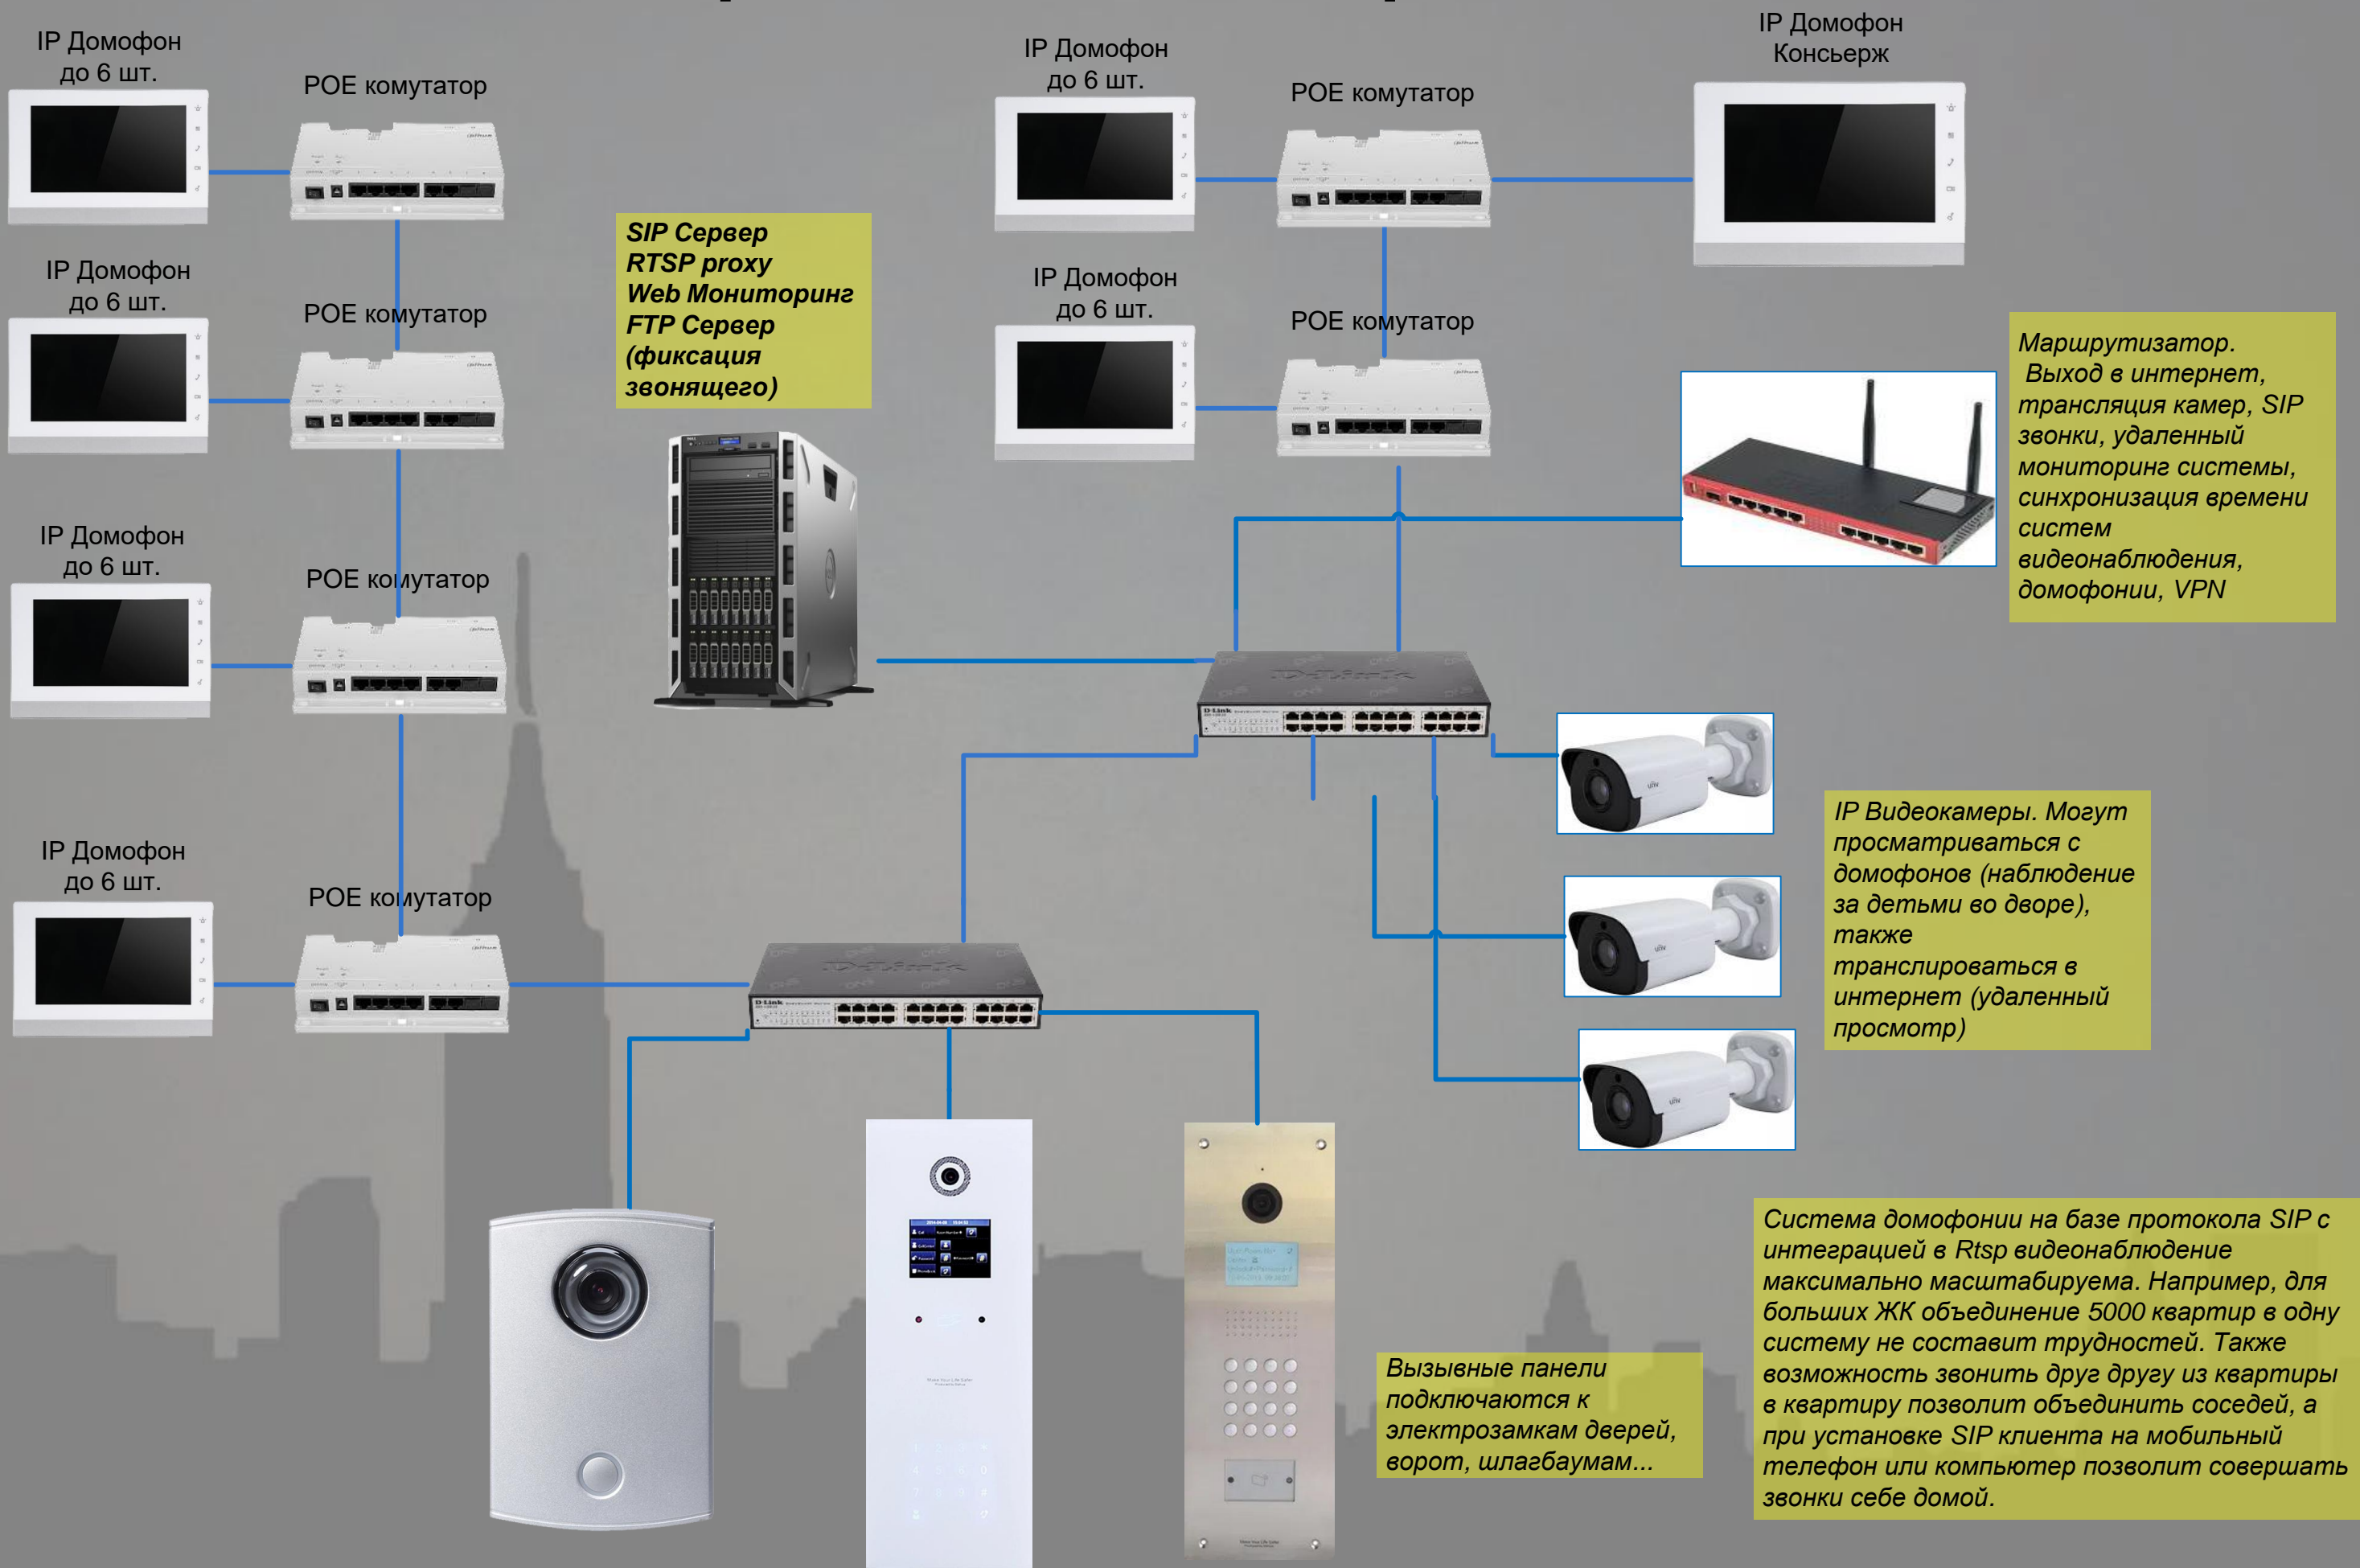 IP Домофон
до 6 шт.
POE комутатор
IP Домофон
до 6 шт.
POE комутатор
IP Домофон
Консьерж
SIP Сервер
RTSP proxy
Web Мониторинг
FTP Сервер
(фиксация
звонящего)
IP Домофон
до 6 шт.
POE комутатор
IP Домофон
до 6 шт.
POE комутатор
Маршрутизатор.
Выход в интернет,
трансляция камер, SIP
звонки, удаленный
мониторинг системы,
синхронизация времени
систем
видеонаблюдения,
домофонии, VPN
IP Домофон
до 6 шт.
POE комутатор
D-Link
D-Link
IP Видеокамеры. Могут
просматриваться с
домофонов (наблюдение
за детьми во дворе),
также
транслироваться в
интернет (удаленный
просмотр)
IP Домофон
до 6 шт.
POE комутатор
D-Link
D-Link
Вызывные панели
подключаются к
электрозамкам дверей,
ворот, шлагбаумам...
Система домофонии на базе протокола SIP с
интеграцией в Rtsp видеонаблюдение
максимально масштабируема. Например, для
больших ЖК объединение 5000 квартир в одну
систему не составит трудностей. Также
возможность звонить друг другу из квартиры
в квартиру позволит объединить соседей, а
при установке SIP клиента на мобильный
телефон или компьютер позволит совершать
звонки себе домой.